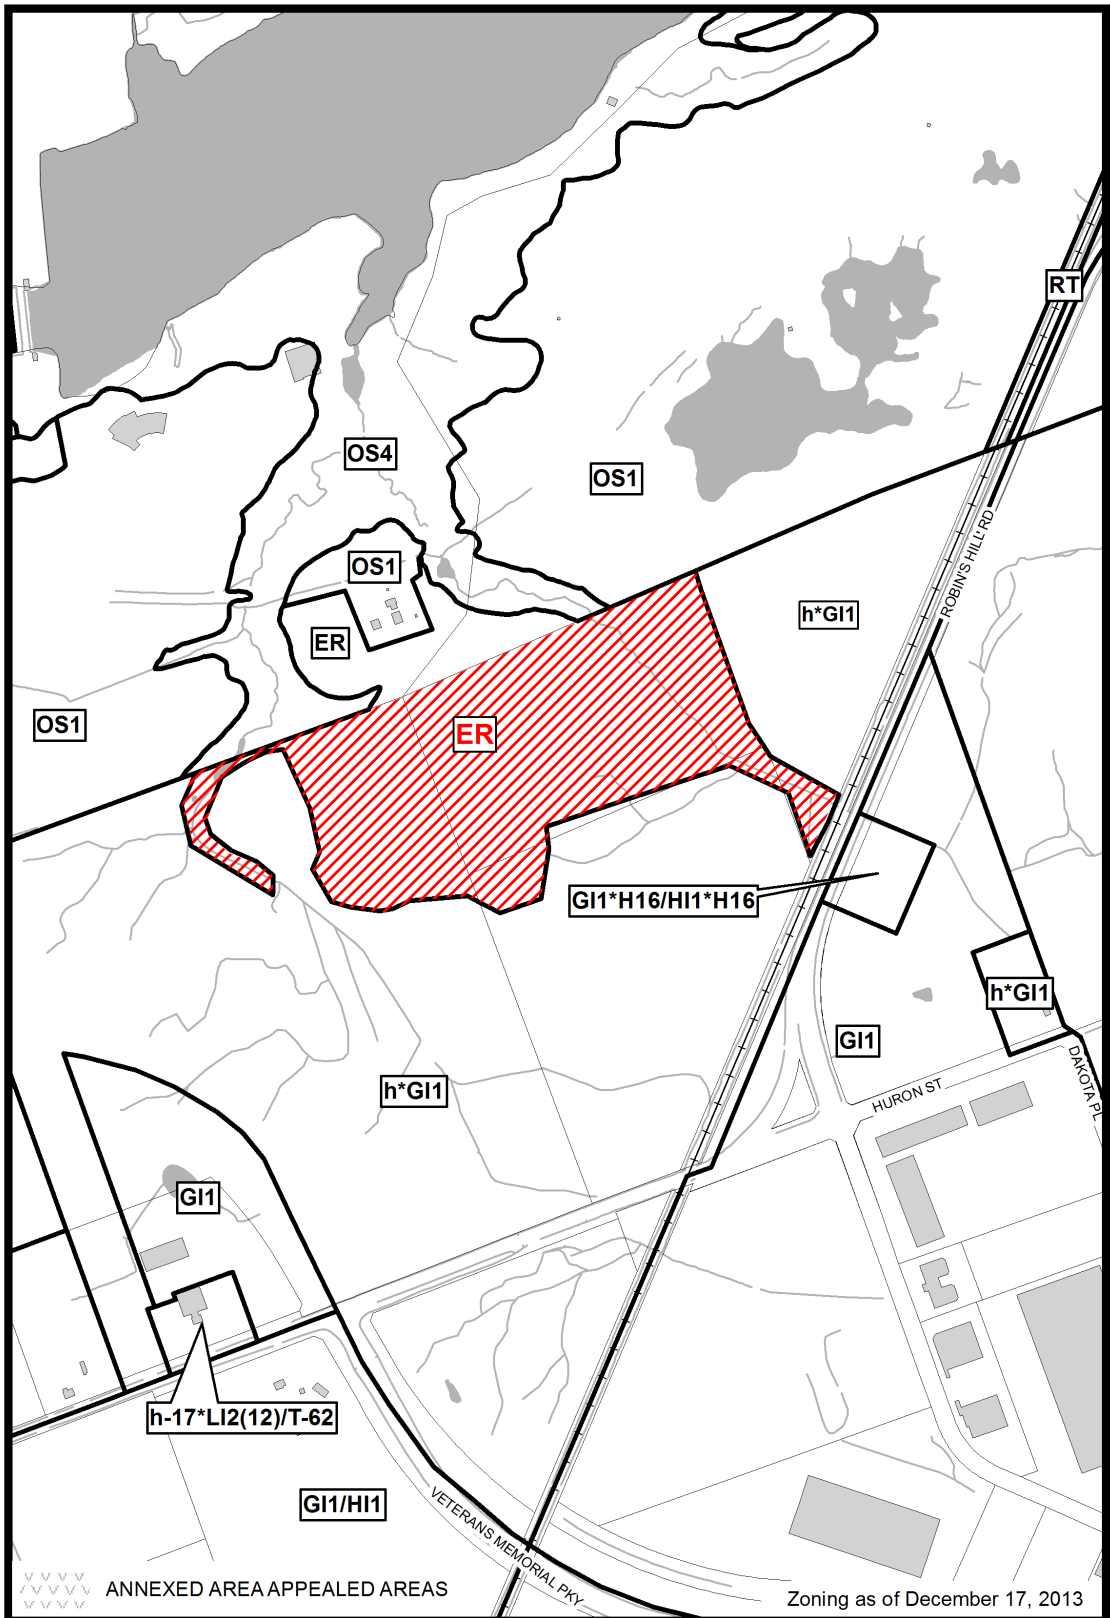 RT
OS4
OS1
ROBIN'S HILL RD
OS1
h*GI1
ER
OS1
ER
GI1*H16/HI1*H16
h*GI1
GI1
DAKOTA PL
h*GI1
HURON ST
GI1
h-17*LI2(12)/T-62
GI1/HI1
VETERANS MEMORIAL PKY
ANNEXED AREA APPEALED AREAS
Zoning as of December 17, 2013